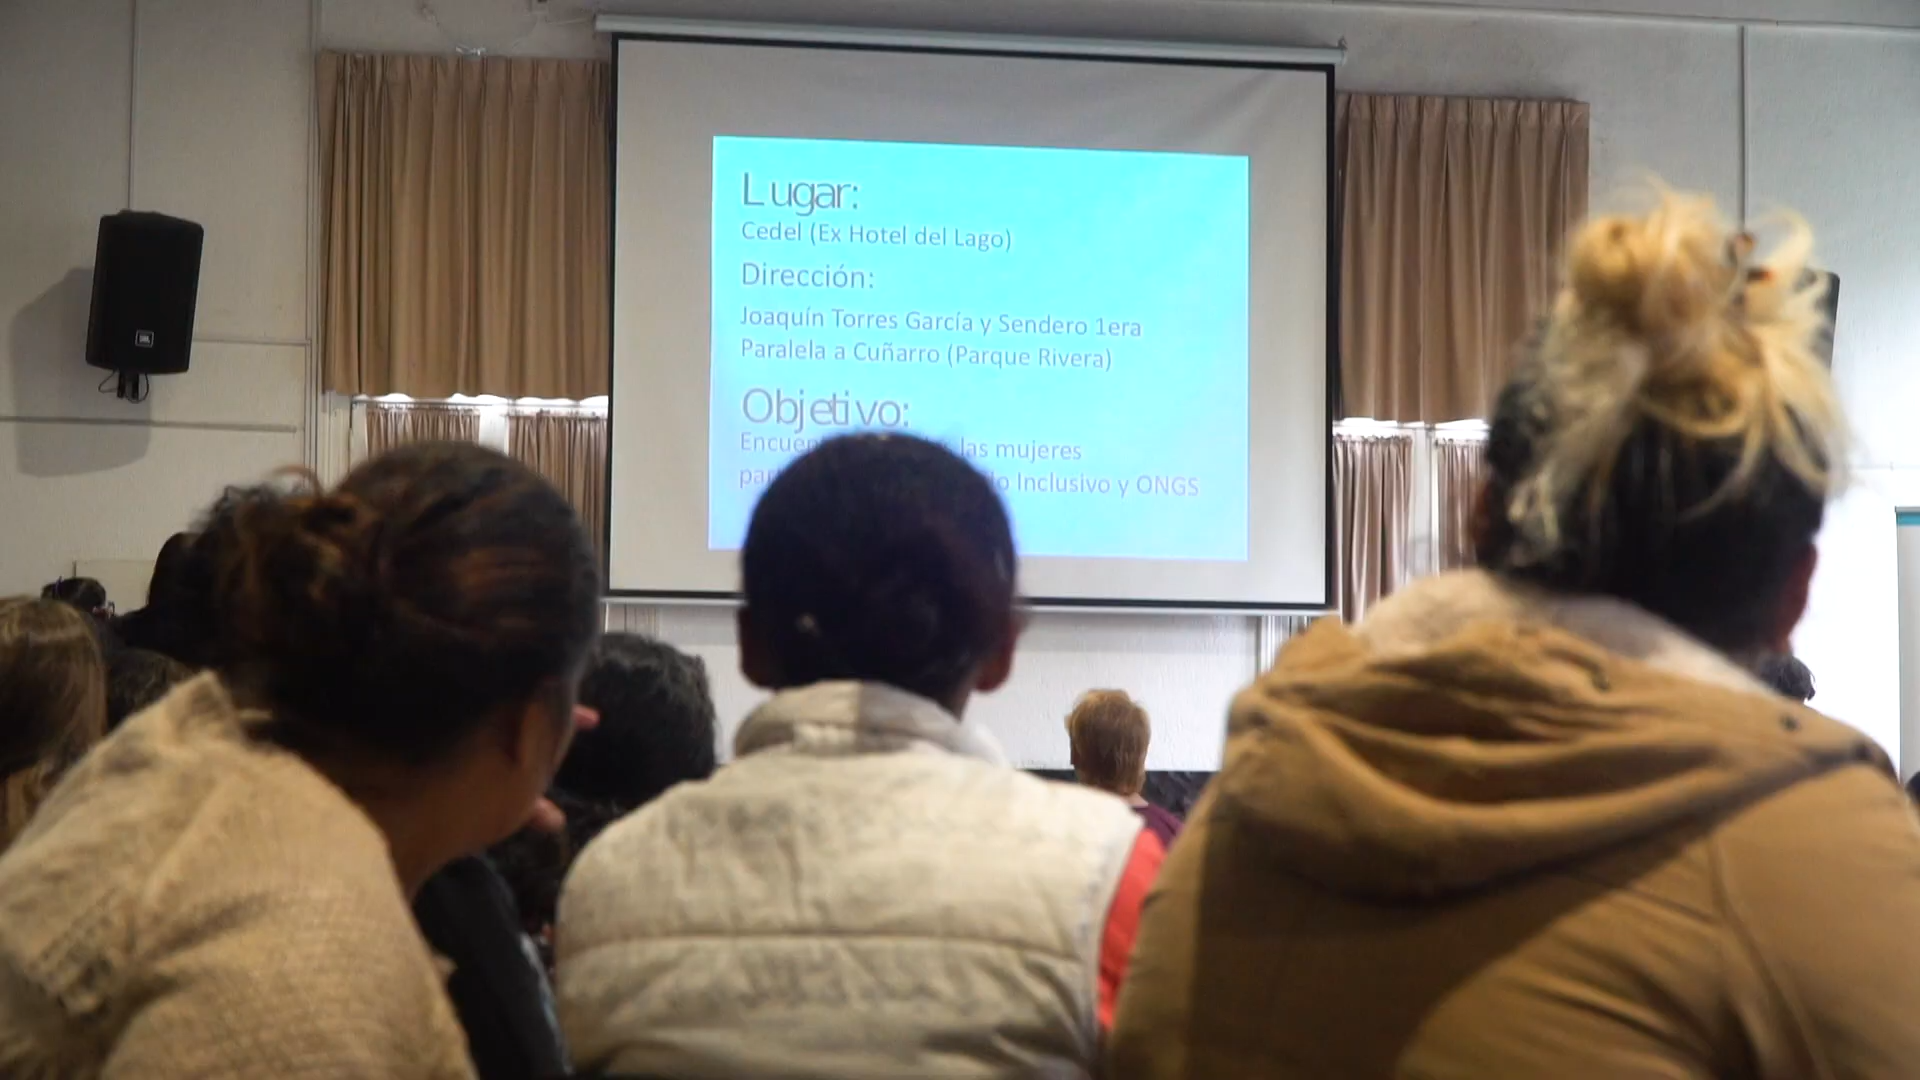 Lugar:
Cedel (Ex Hotel del Lago)
Dirección:
Joaquín Torres García y Sendero 1era
Paralela a Cuñarro (Parque Rivera)
Objetivo:
las mujeres
Inclusivo y ONGS
JBL